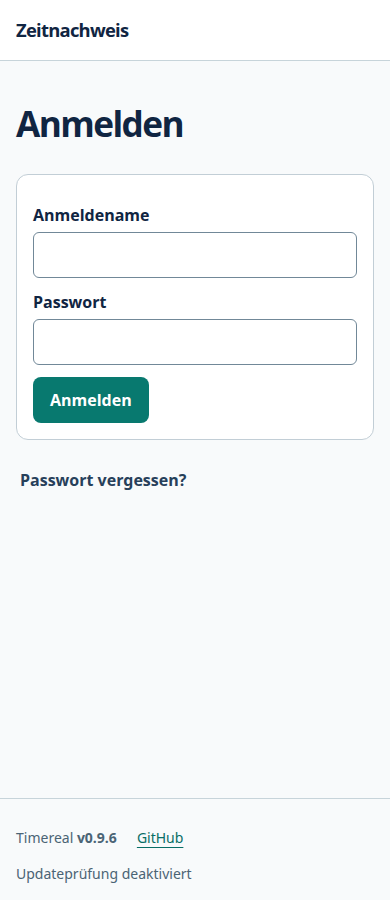 Zeitnachweis
Anmelden
Anmeldename
Passwort
Anmelden
Passwort vergessen?
Timereal v0.9.6 GitHub
Updateprüfung deaktiviert